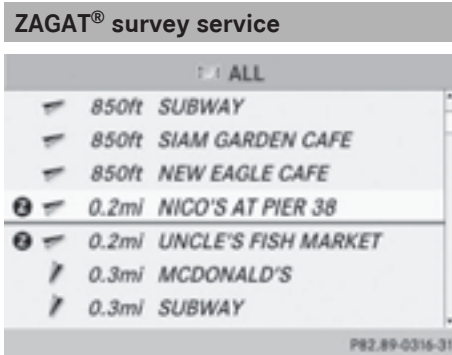 ZAGAT® survey service
ALL
850ft SUBWAY
850ft SIAM GARDEN CAFE
850ft NEW EAGLE CAFE
Z 0.2mi NICO'S AT PIER 38
Z 0.2mi UNCLE'S FISH MARKET
0.3mi MCDONALD'S
0.3mi SUBWAY
P82.89-0316-31